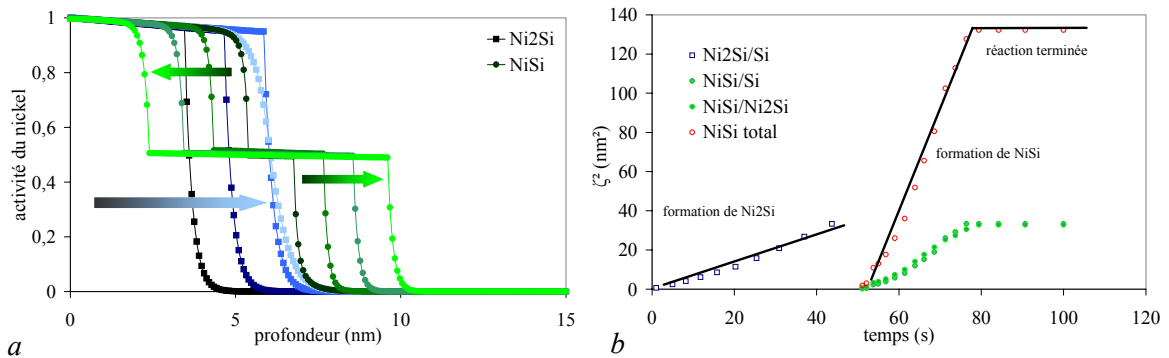 activité du nickel
1
0,8
0,6
0,4
0,2
0
0
5
10
15
profondeur (nm)
Ni2Si
NiSi
a
ζ² (nm²)
140
120
100
80
60
40
20
0
0
20
40
60
80
100
120
temps (s)
Ni2Si/Si
NiSi/Si
NiSi/Ni2Si
NiSi total
réaction terminée
formation de NiSi
formation de Ni2Si
b